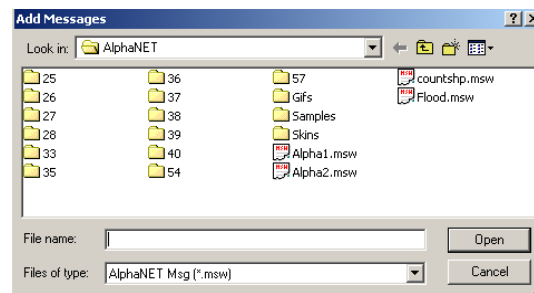 Add Messages
Look in: AlphaNET
25 36 57 countshp.msw
26 37 Gifs Flood.msw
27 38 Samples
28 39 Skins
33 40 Alpha1.msw
35 54 Alpha2.msw
File name: Open
Files of type: AlphaNET Msg (*.msw) Cancel